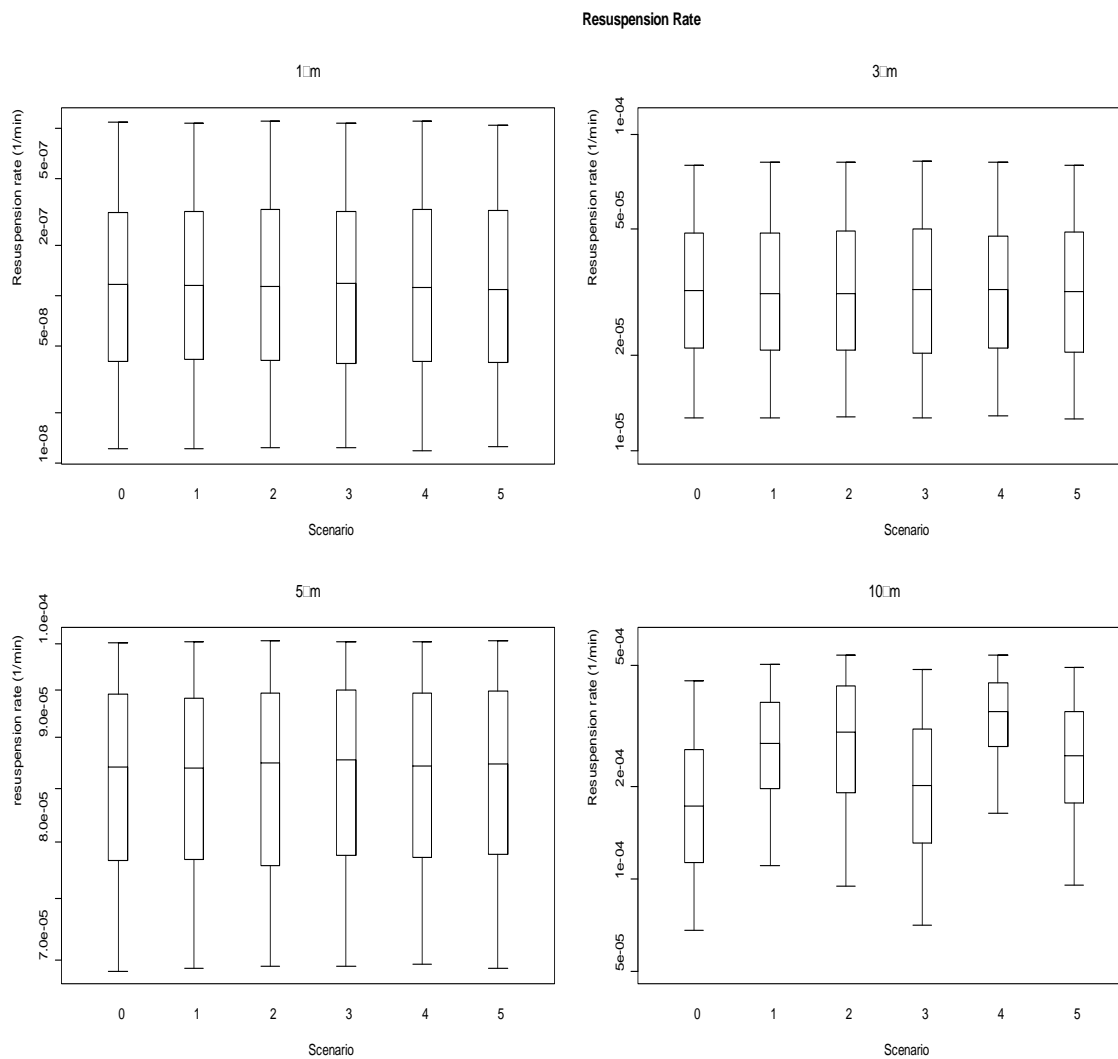 Resuspension Rate
1□m
Resuspension rate (1/min)
5e-07
2e-07
5e-08
1e-08
0 1 2 3 4 5
Scenario
3□m
Resuspension rate (1/min)
1e-04
5e-05
2e-05
1e-05
0 1 2 3 4 5
Scenario
5□m
resuspension rate (1/min)
1.0e-04
9.0e-05
8.0e-05
7.0e-05
0 1 2 3 4 5
Scenario
10□m
Resuspension rate (1/min)
5e-04
2e-04
1e-04
5e-05
0 1 2 3 4 5
Scenario